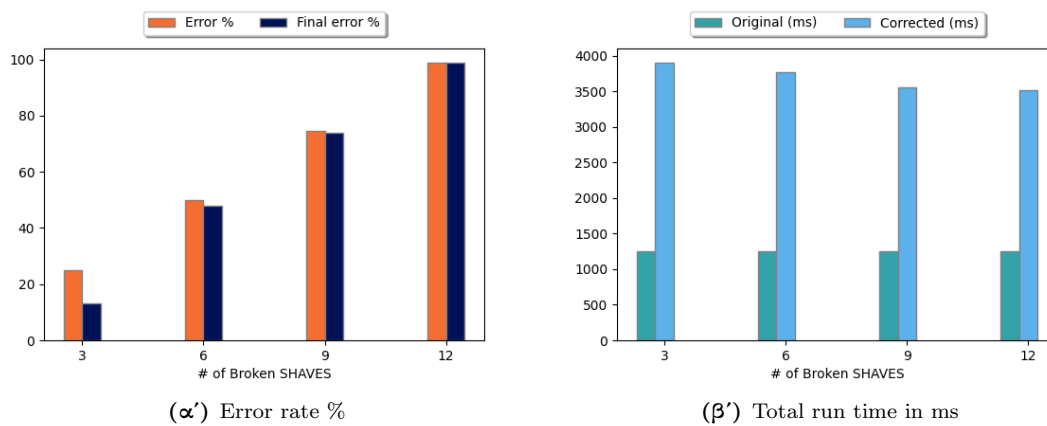 Error %  Final error %
100
80
60
40
20
0
3 6 9 12
# of Broken SHAVES
(α′) Error rate %
Original (ms)  Corrected (ms)
4000
3500
3000
2500
2000
1500
1000
500
0
3 6 9 12
# of Broken SHAVES
(β′) Total run time in ms